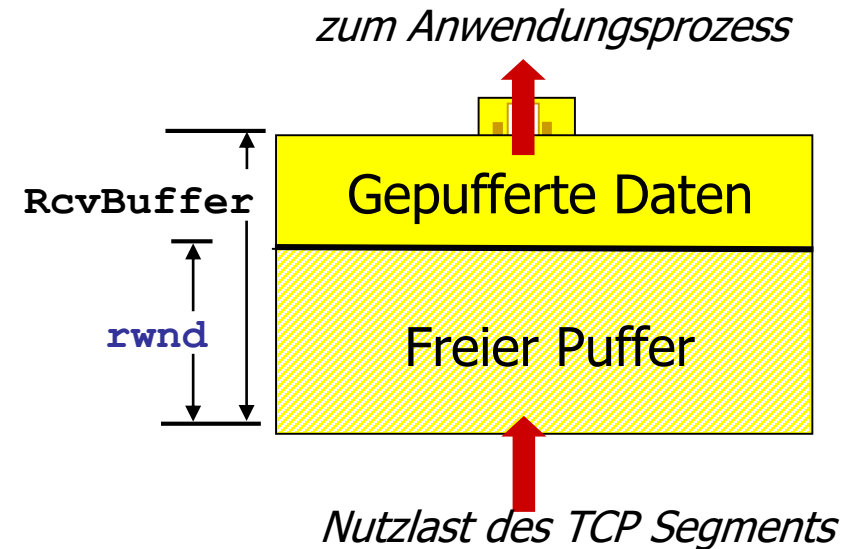 zum Anwendungsprozess
RcvBuffer
Gepufferte Daten
rwnd
Freier Puffer
Nutzlast des TCP Segments